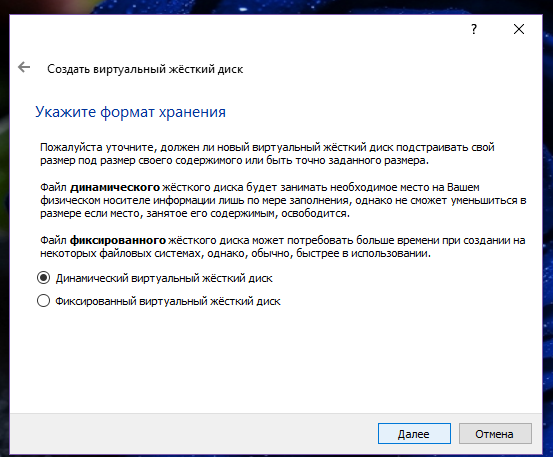 ?
Создать виртуальный жёсткий диск
Укажите формат хранения
Пожалуйста уточните, должен ли новый виртуальный жёсткий диск подстраивать свой
размер под размер своего содержимого или быть точно заданного размера.
Файл динамического жёсткого диска будет занимать необходимое место на Вашем
физическом носителе информации лишь по мере заполнения, однако не сможет уменьшиться в
размере если место, занятое его содержимым, освободится.
Файл фиксированного жёсткого диска может потребовать больше времени при создании на
некоторых файловых системах, однако, обычно, быстрее в использовании.
Динамический виртуальный жёсткий диск
Фиксированный виртуальный жёсткий диск
Далее Отмена